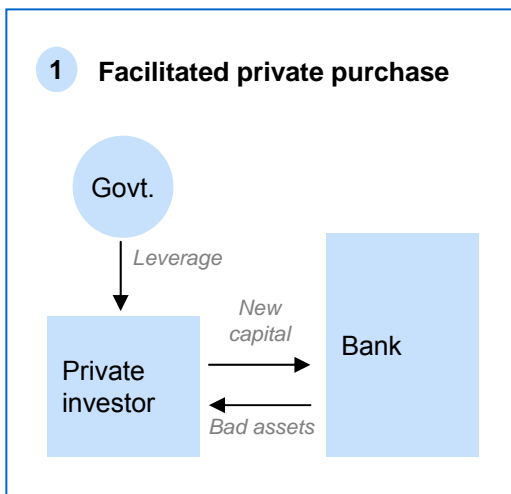 1 Facilitated private purchase
Govt.
Leverage
New
capital
Bank
Private
investor
Bad assets